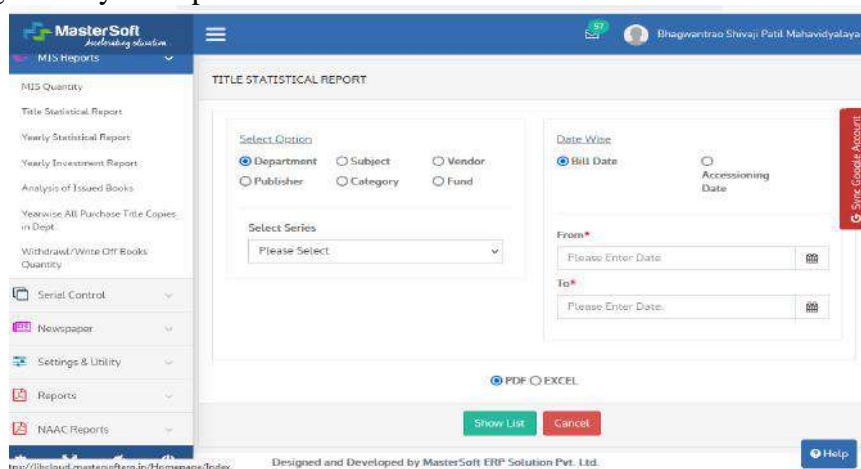 MasterSoft
Accelerating education
57
Bhagwantrao Shivaji Patil Mahavidyalaya
MIS Reports
MIS Quantity
Title Statistical Report
Yearly Statistical Report
Yearly Investment Report
Analysis of Issued Books
Yearwise All Purchase Title Copies
in Dept.
Withdrawl/Write Off Books
Quantity
Serial Control
Newspaper
Settings & Utility
Reports
NAAC Reports
TITLE STATISTICAL REPORT
Select Option
Department Subject Vendor
Publisher Category Fund
Select Series
Please Select
Date Wise
Bill Date
Accessioning
Date
From*
Please Enter Date
To*
Please Enter Date.
PDF EXCEL
Show List Cancel
Sync Google Account
Help
Designed and Developed by MasterSoft ERP Solution Pvt. Ltd.